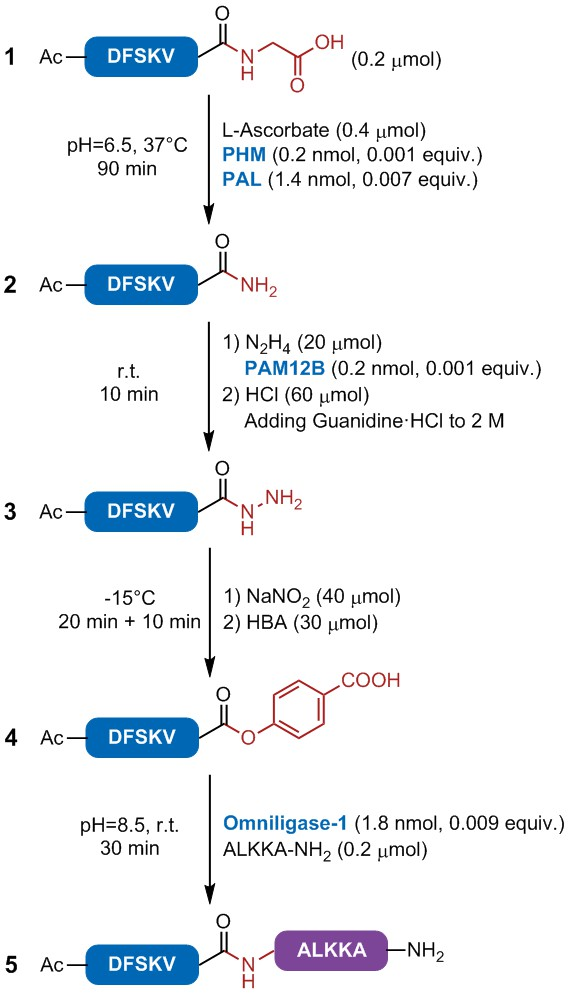 1 Ac DFSKV O N H OH O (0.2 μmol)
pH=6.5, 37°C
90 min
L-Ascorbate (0.4 μmol)
PHM (0.2 nmol, 0.001 equiv.)
PAL (1.4 nmol, 0.007 equiv.)
2 Ac DFSKV O NH2
r.t.
10 min
1) N2H4 (20 μmol)
PAM12B (0.2 nmol, 0.001 equiv.)
2) HCl (60 μmol)
Adding Guanidine·HCl to 2 M
3 Ac DFSKV O N H NH2
-15°C
20 min + 10 min
1) NaNO2 (40 μmol)
2) HBA (30 μmol)
4 Ac DFSKV O O COOH
pH=8.5, r.t.
30 min
Omniligase-1 (1.8 nmol, 0.009 equiv.)
ALKKA-NH2 (0.2 μmol)
5 Ac DFSKV O N H ALKKA NH2